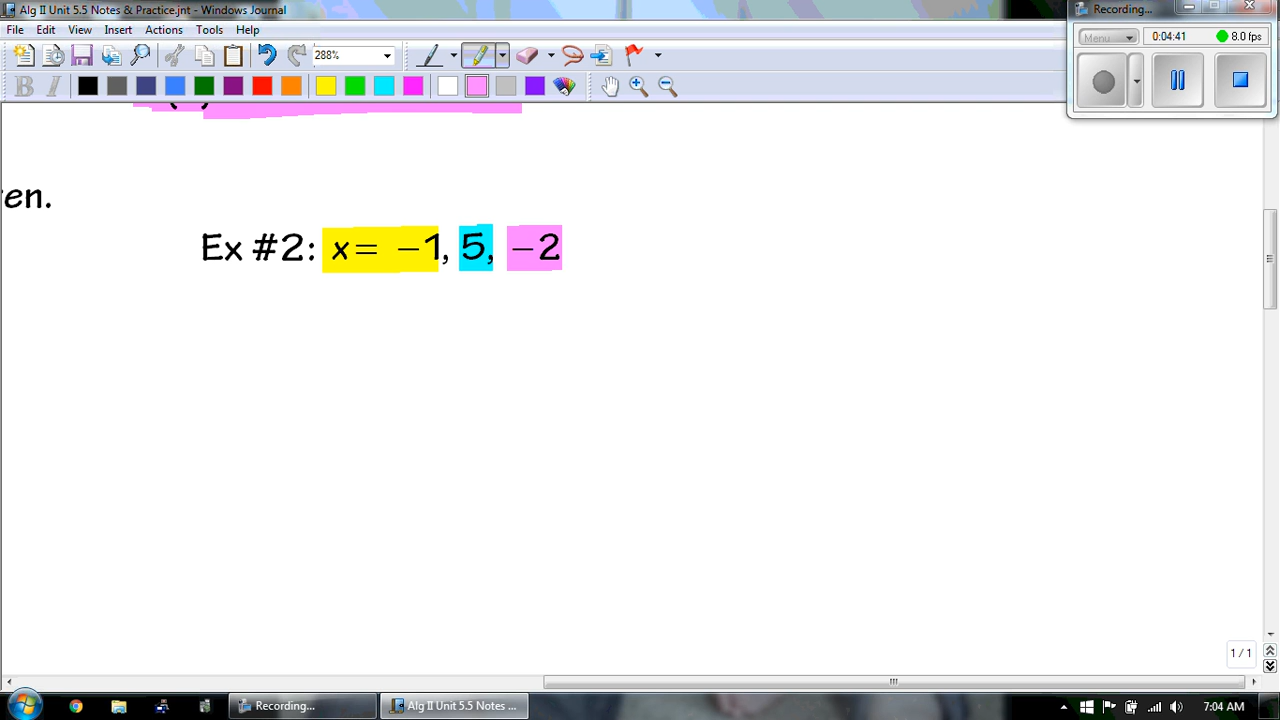 Alg II Unit 5.5 Notes & Practice.jnt - Windows Journal
Recording...
File Edit View Insert Actions Tools Help
Menu 0:04:41 8.0 fps
288%
B I
ren.
Ex #2: x= −1, 5, −2
1 / 1
Recording... Alg II Unit 5.5 Notes ... 7:04 AM